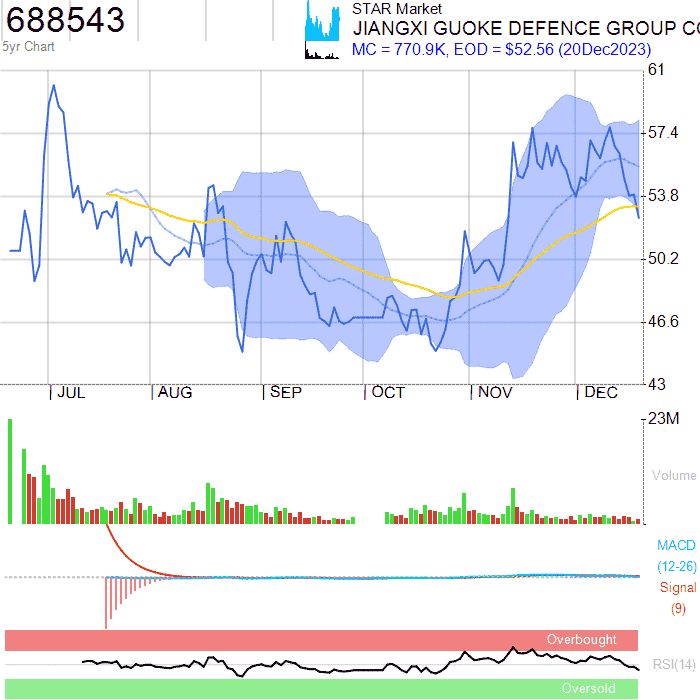 688543
5yr Chart
STAR Market
JIANGXI GUOKE DEFENCE GROUP CO
MC = 770.9K, EOD = $52.56 (20Dec2023)
61
57.4
53.8
50.2
46.6
43
JUL AUG SEP OCT NOV DEC
23M
Volume
MACD
(12-26)
Signal
(9)
Overbought
RSI(14)
Oversold